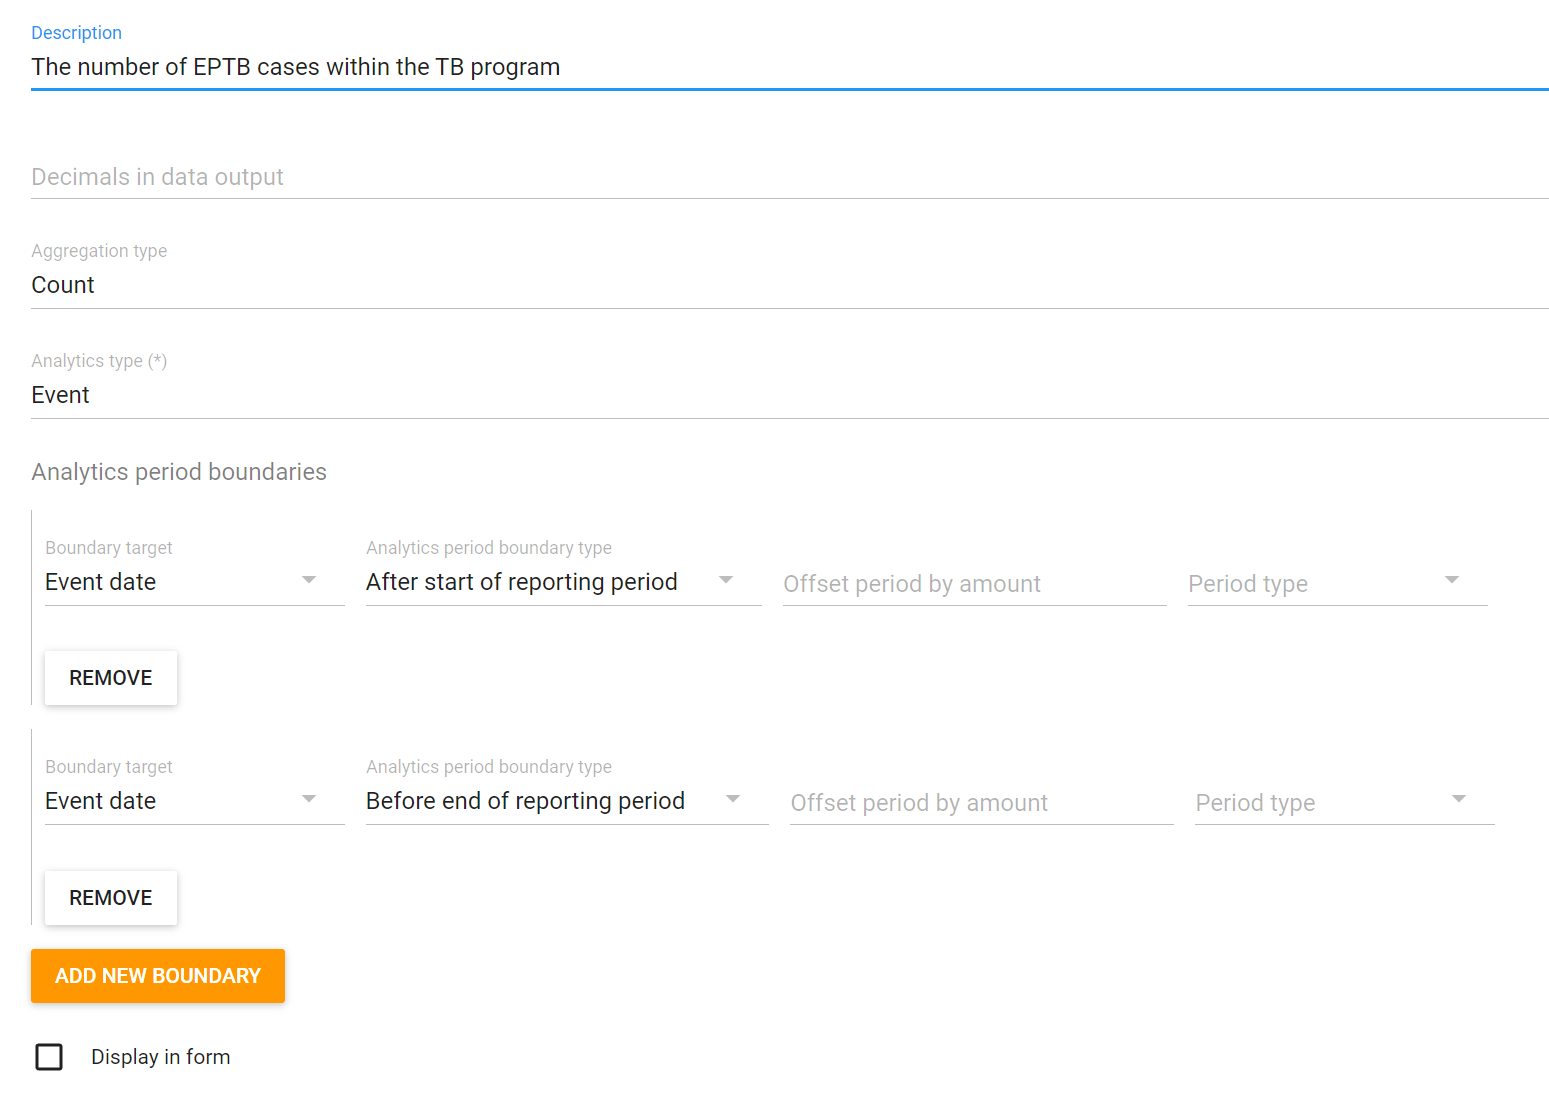 Description
The number of EPTB cases within the TB program
Decimals in data output
Aggregation type
Count
Analytics type (*)
Event
Analytics period boundaries
Boundary target Analytics period boundary type
Event date After start of reporting period Offset period by amount Period type
REMOVE
Boundary target Analytics period boundary type
Event date Before end of reporting period Offset period by amount Period type
REMOVE
ADD NEW BOUNDARY
Display in form